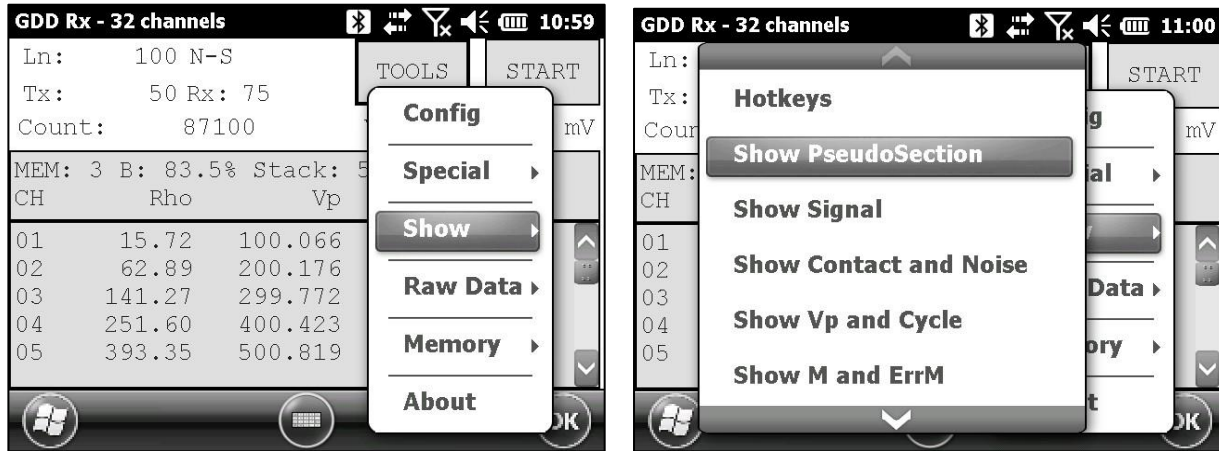 GDD Rx - 32 channels 10:59
Ln: 100 N-S
TOOLS START
Tx: 50 Rx: 75
Count: 87100 mV
MEM: 3 B: 83.5% Stack: 5
CH Rho Vp
01 15.72 100.066
02 62.89 200.176
03 141.27 299.772
04 251.60 400.423
05 393.35 500.819
Config
Special
Show
Raw Data
Memory
About
GDD Rx - 32 channels 11:00
Ln: START
Tx:
Coun mV
MEM:
CH
01
02
03
04
05
Hotkeys
Show PseudoSection
Show Signal
Show Contact and Noise
Show Vp and Cycle
Show M and ErrM
Data